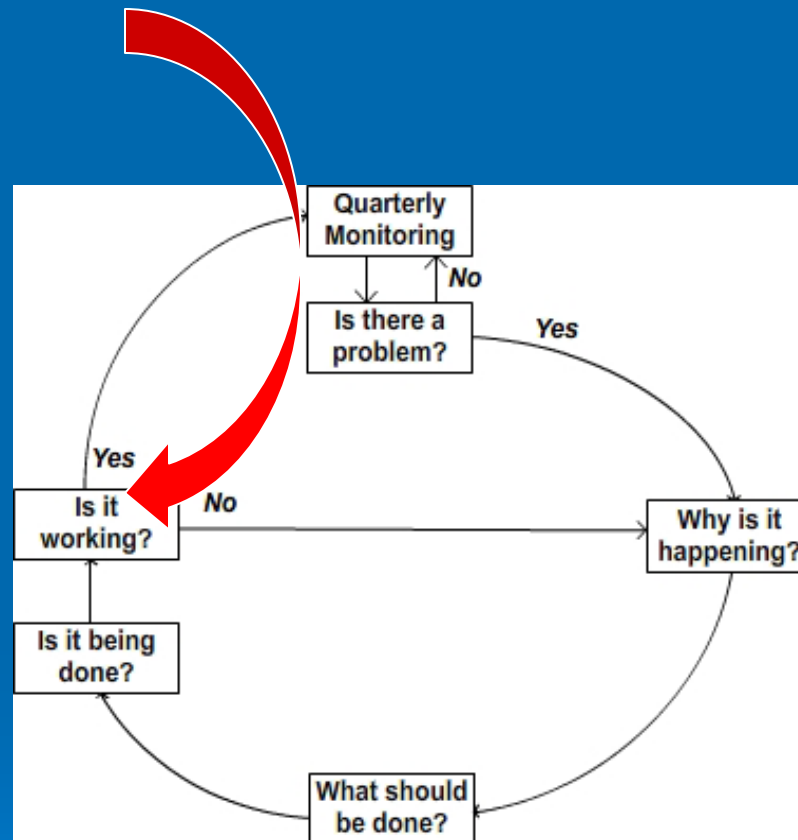 Quarterly
Monitoring
No
Is there a
problem?
Yes
Yes
Is it
working?
No
Why is it
happening?
Is it being
done?
What should
be done?